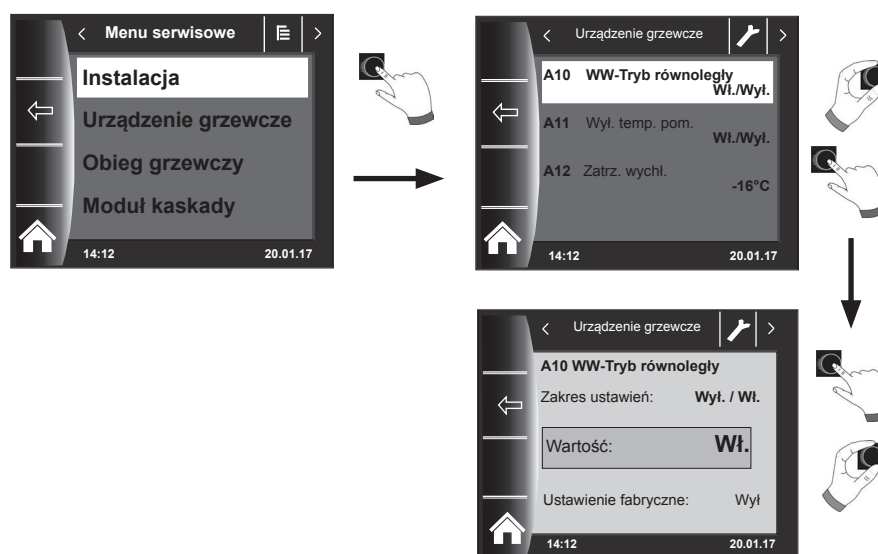 Menu serwisowe
Instalacja
Urządzenie grzewcze
Obieg grzewczy
Moduł kaskady
14:12 20.01.17
Urządzenie grzewcze
A10 WW-Tryb równoległy
Wł./Wył.
A11 Wył. temp. pom.
Wł./Wył.
A12 Zatrz. wychł.
-16°C
14:12 20.01.17
Urządzenie grzewcze
A10 WW-Tryb równoległy
Zakres ustawień: Wył. / Wł.
Wartość: Wł.
Ustawienie fabryczne: Wył
14:12 20.01.17